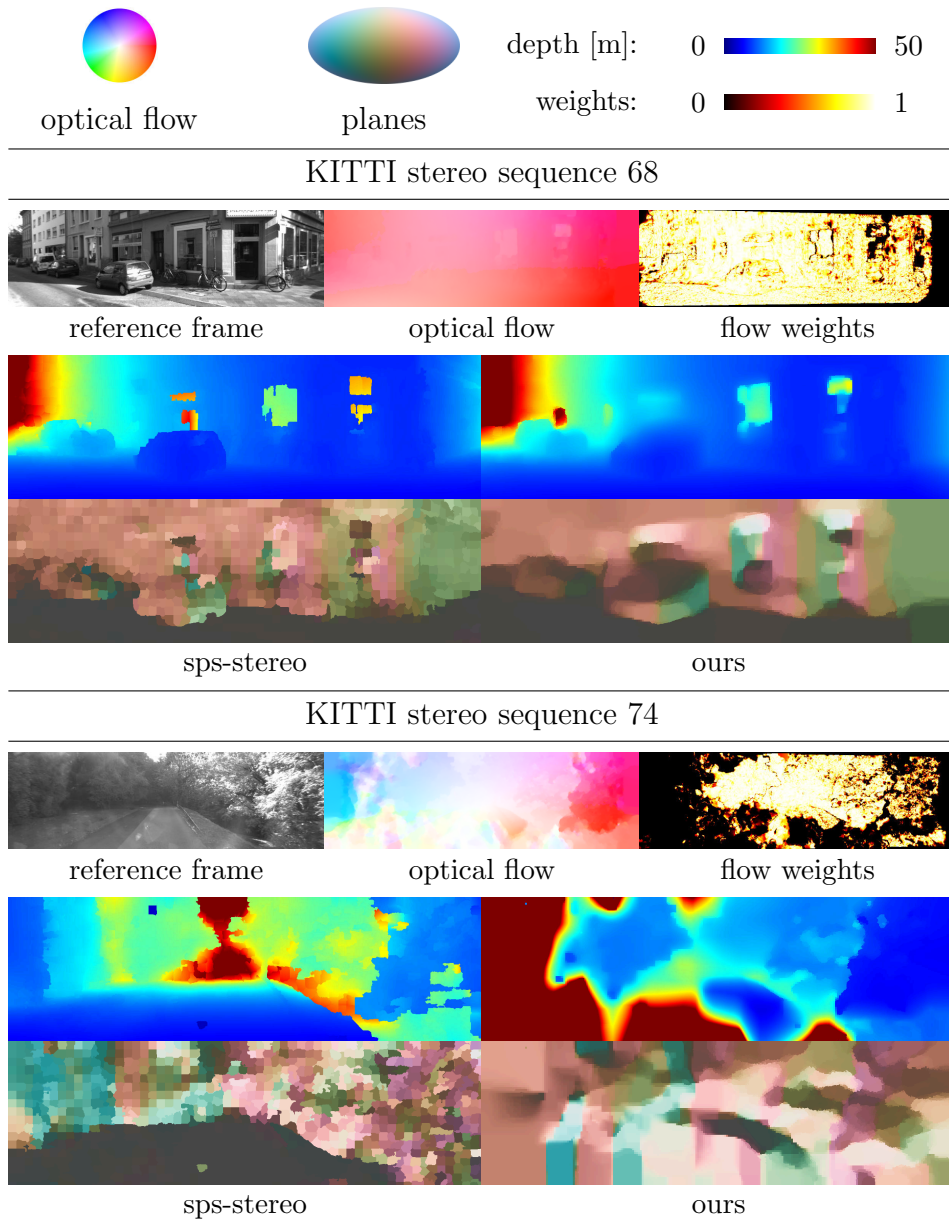 depth [m]: 0 50
optical flow planes weights: 0 1
KITTI stereo sequence 68
reference frame optical flow flow weights
sps-stereo ours
KITTI stereo sequence 74
reference frame optical flow flow weights
sps-stereo ours